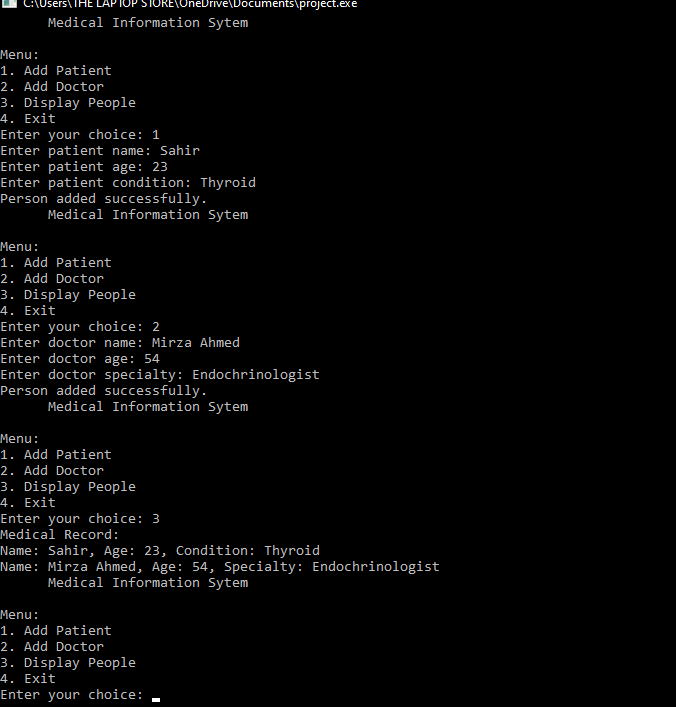 C:\Users\THE LAPTOP STORE\OneDrive\Documents\project.exe
Medical Information Sytem
Menu:
1. Add Patient
2. Add Doctor
3. Display People
4. Exit
Enter your choice: 1
Enter patient name: Sahir
Enter patient age: 23
Enter patient condition: Thyroid
Person added successfully.
Medical Information Sytem
Menu:
1. Add Patient
2. Add Doctor
3. Display People
4. Exit
Enter your choice: 2
Enter doctor name: Mirza Ahmed
Enter doctor age: 54
Enter doctor specialty: Endochrinologist
Person added successfully.
Medical Information Sytem
Menu:
1. Add Patient
2. Add Doctor
3. Display People
4. Exit
Enter your choice: 3
Medical Record:
Name: Sahir, Age: 23, Condition: Thyroid
Name: Mirza Ahmed, Age: 54, Specialty: Endochrinologist
Medical Information Sytem
Menu:
1. Add Patient
2. Add Doctor
3. Display People
4. Exit
Enter your choice: